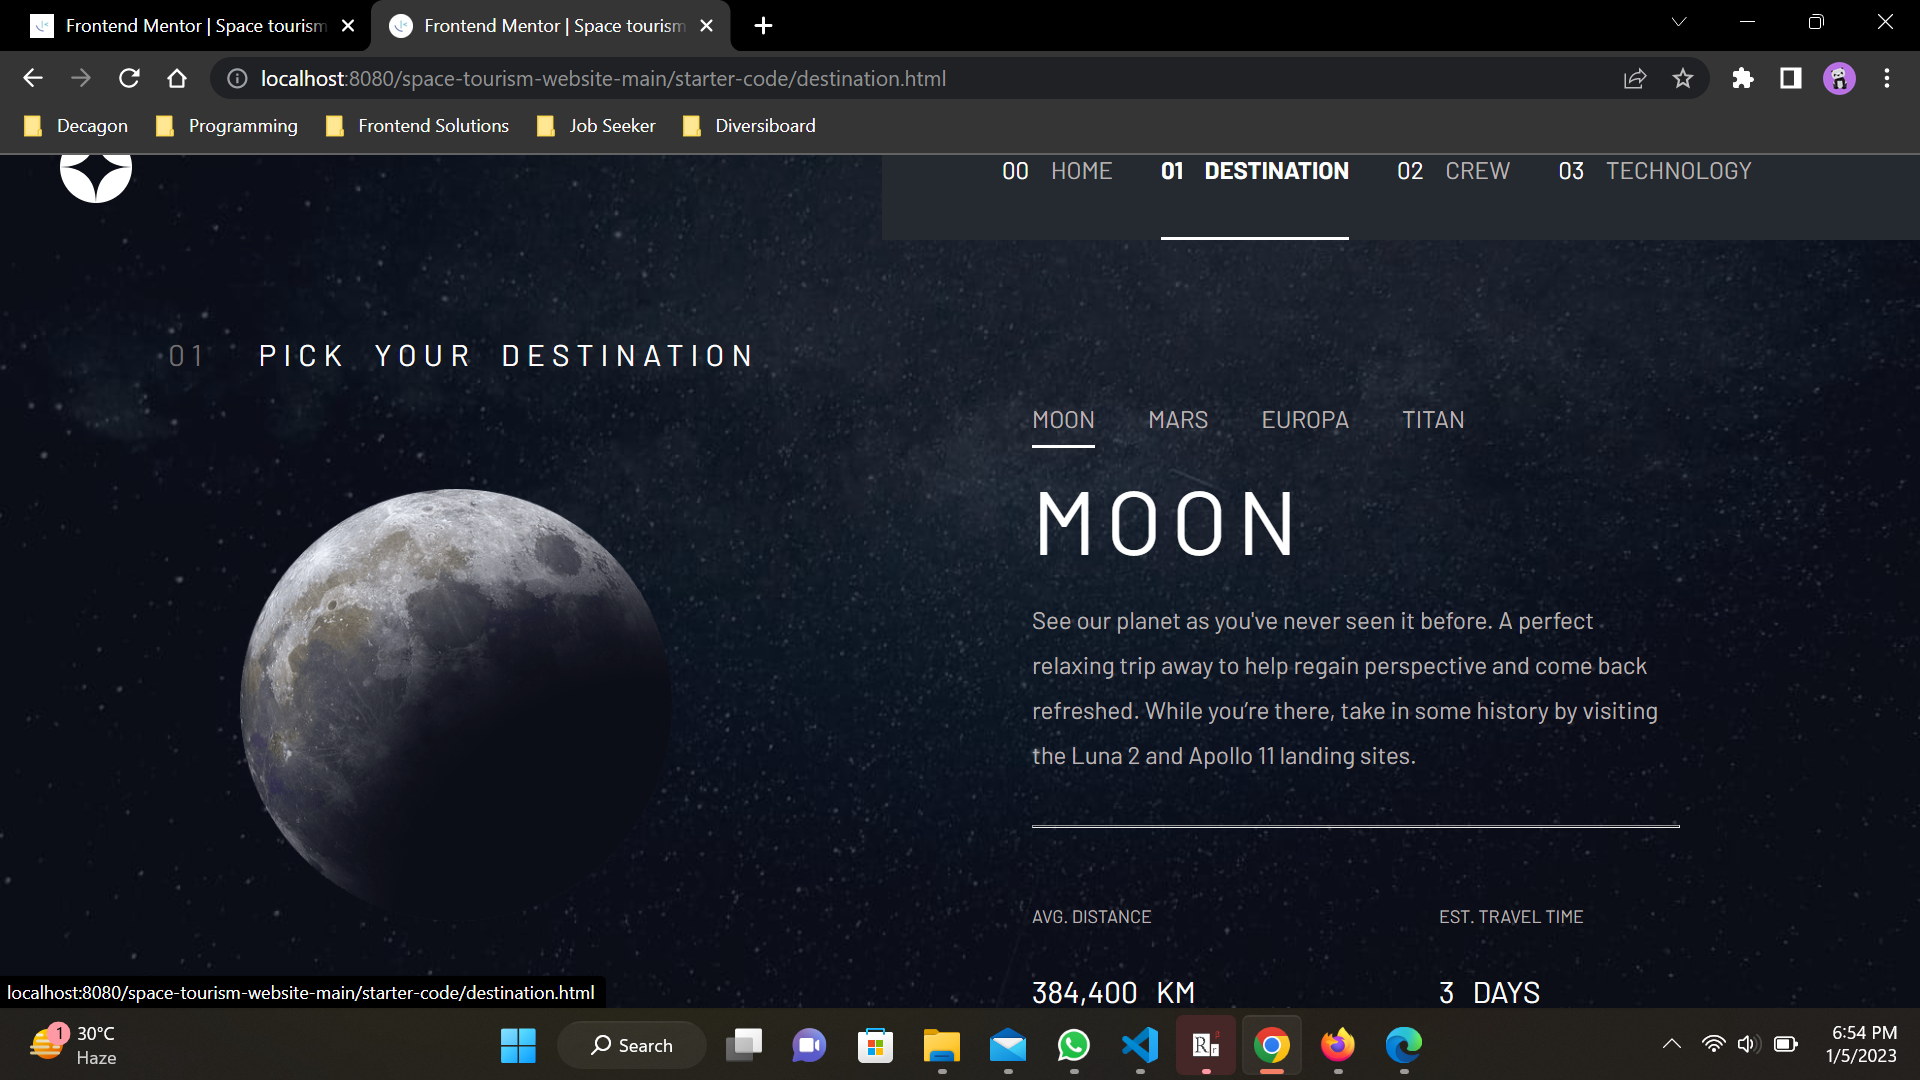 Frontend Mentor | Space tourism
Frontend Mentor | Space tourism
localhost:8080/space-tourism-website-main/starter-code/destination.html
Decagon
Programming
Frontend Solutions
Job Seeker
Diversiboard
00 HOME
01 DESTINATION
02 CREW
03 TECHNOLOGY
01 PICK YOUR DESTINATION
MOON
MARS
EUROPA
TITAN
MOON
See our planet as you've never seen it before. A perfect
relaxing trip away to help regain perspective and come back
refreshed. While you’re there, take in some history by visiting
the Luna 2 and Apollo 11 landing sites.
AVG. DISTANCE
EST. TRAVEL TIME
384,400 KM
3 DAYS
localhost:8080/space-tourism-website-main/starter-code/destination.html
1
30°C
Haze
Search
6:54 PM
1/5/2023